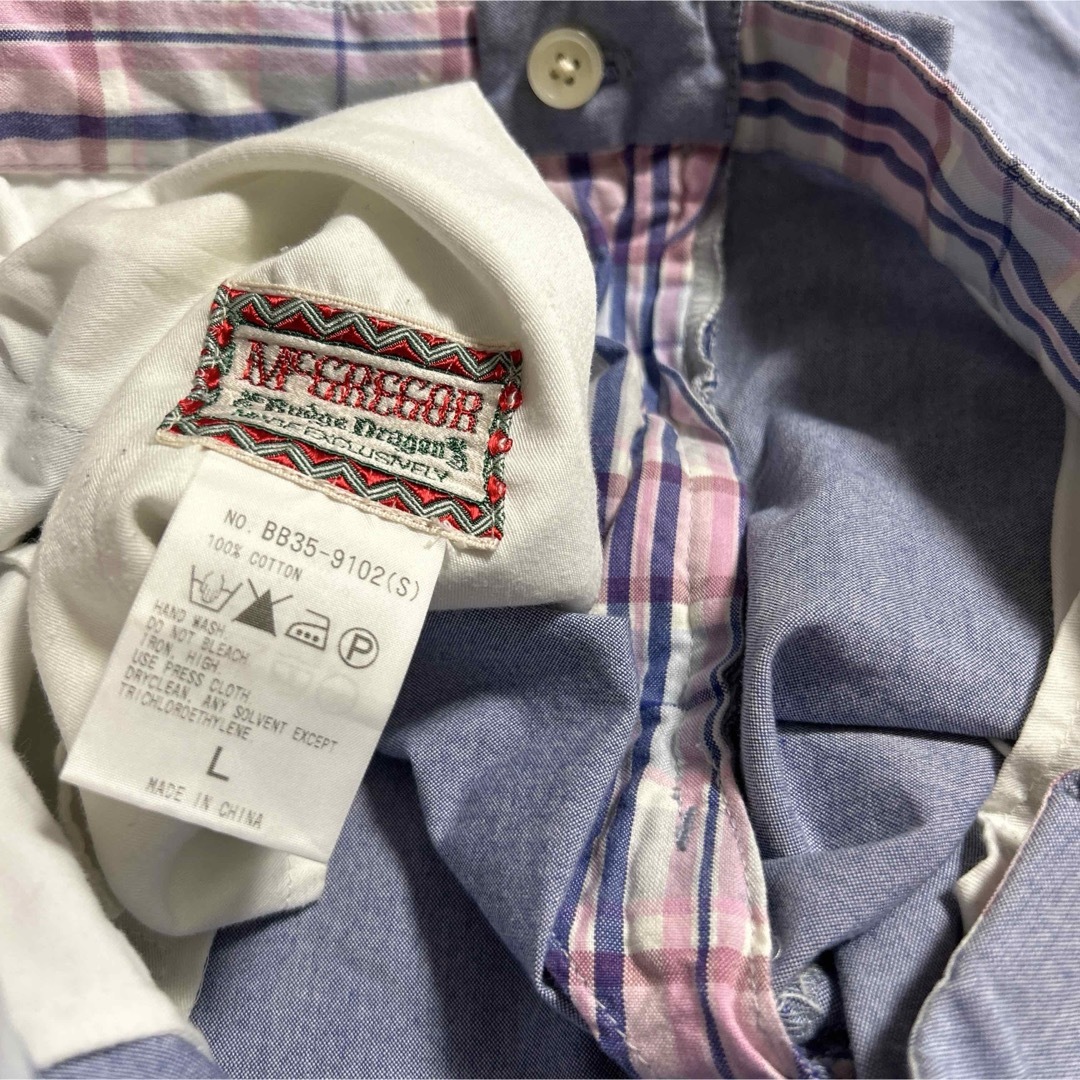 McGREGOR
Budge Dragon
EXCLUSIVELY
NO. BB35-9102(S)
100% COTTON
P
HAND WASH.
DO NOT BLEACH
IRON, HIGH
USE PRESS CLOTH
DRYCLEAN, ANY SOLVENT EXCEPT
TRICHLOROETHYLENE
L
MADE IN CHINA